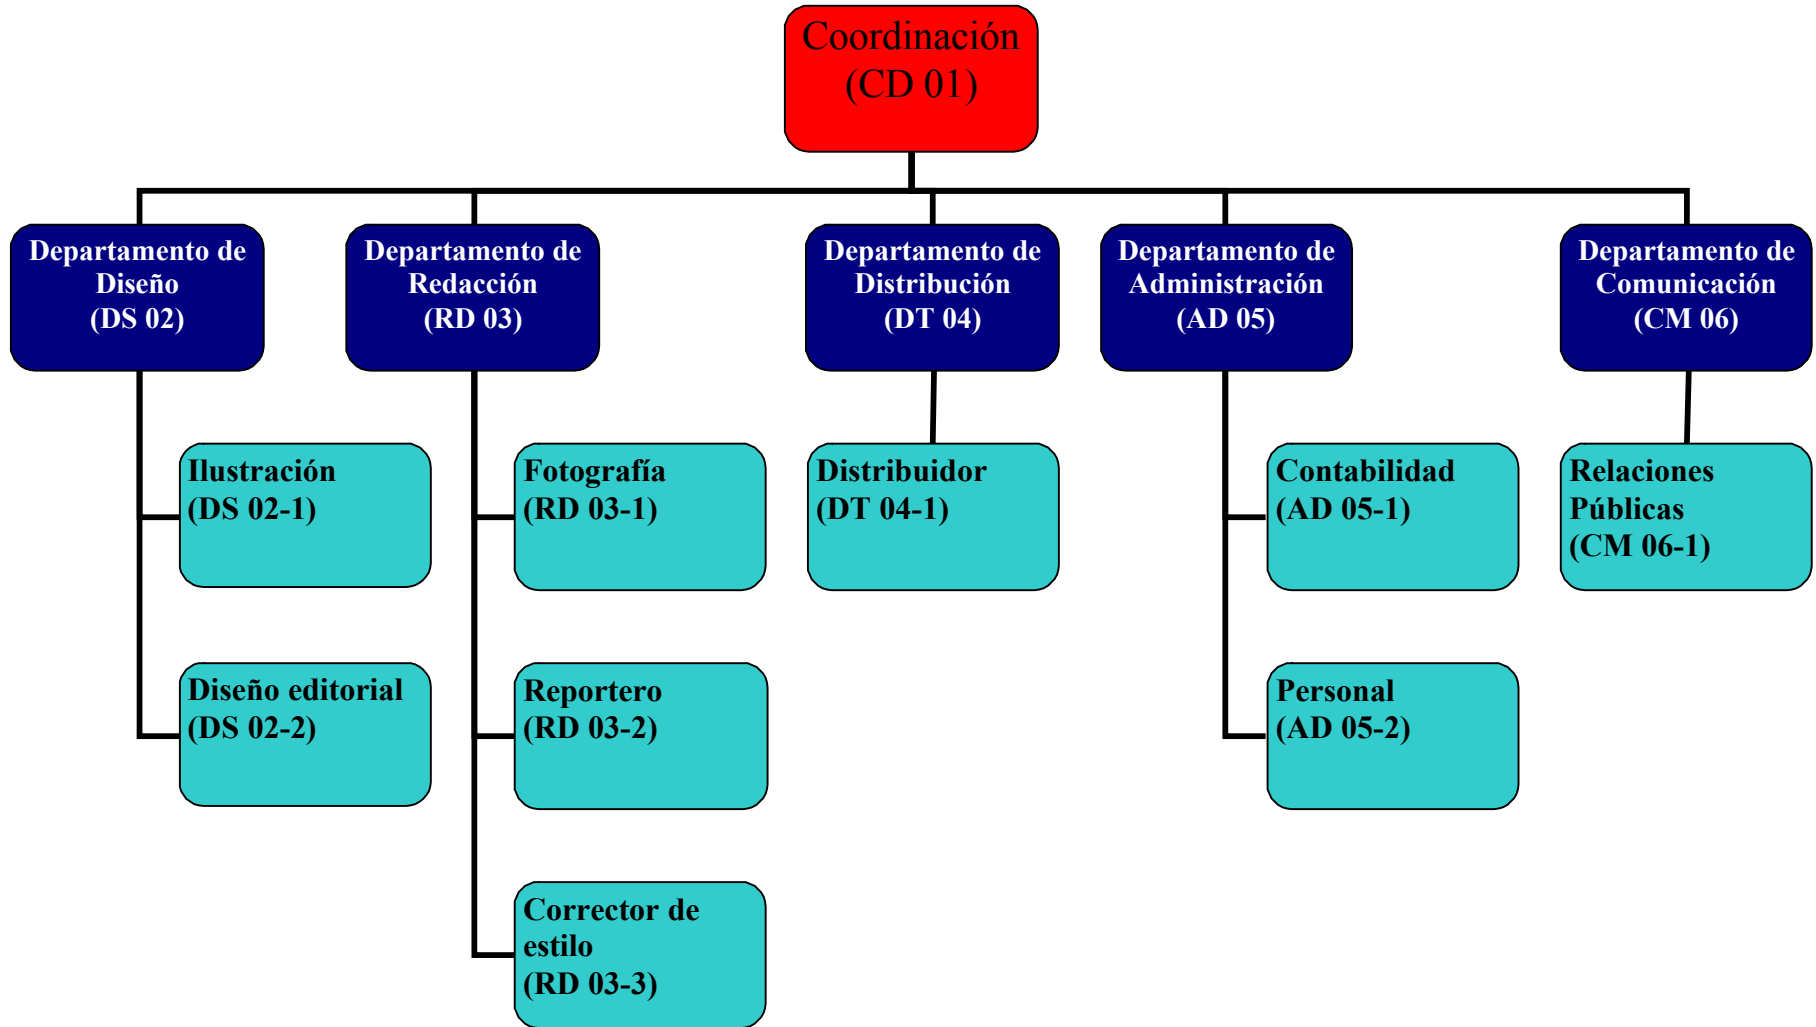 Coordinación
(CD 01)
Departamento de
Diseño
(DS 02)
Departamento de
Redacción
(RD 03)
Departamento de
Distribución
(DT 04)
Departamento de
Administración
(AD 05)
Departamento de
Comunicación
(CM 06)
Ilustración
(DS 02-1)
Fotografía
(RD 03-1)
Distribuidor
(DT 04-1)
Contabilidad
(AD 05-1)
Relaciones
Públicas
(CM 06-1)
Diseño editorial
(DS 02-2)
Reportero
(RD 03-2)
Personal
(AD 05-2)
Corrector de
estilo
(RD 03-3)